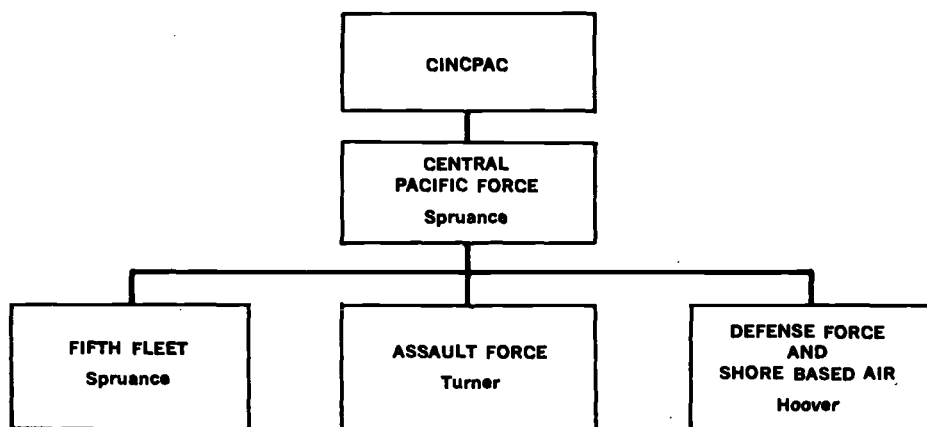 CINCPAC
CENTRAL
PACIFIC FORCE
Spruance
FIFTH FLEET
Spruance
ASSAULT FORCE
Turner
DEFENSE FORCE
AND
SHORE BASED AIR
Hoover